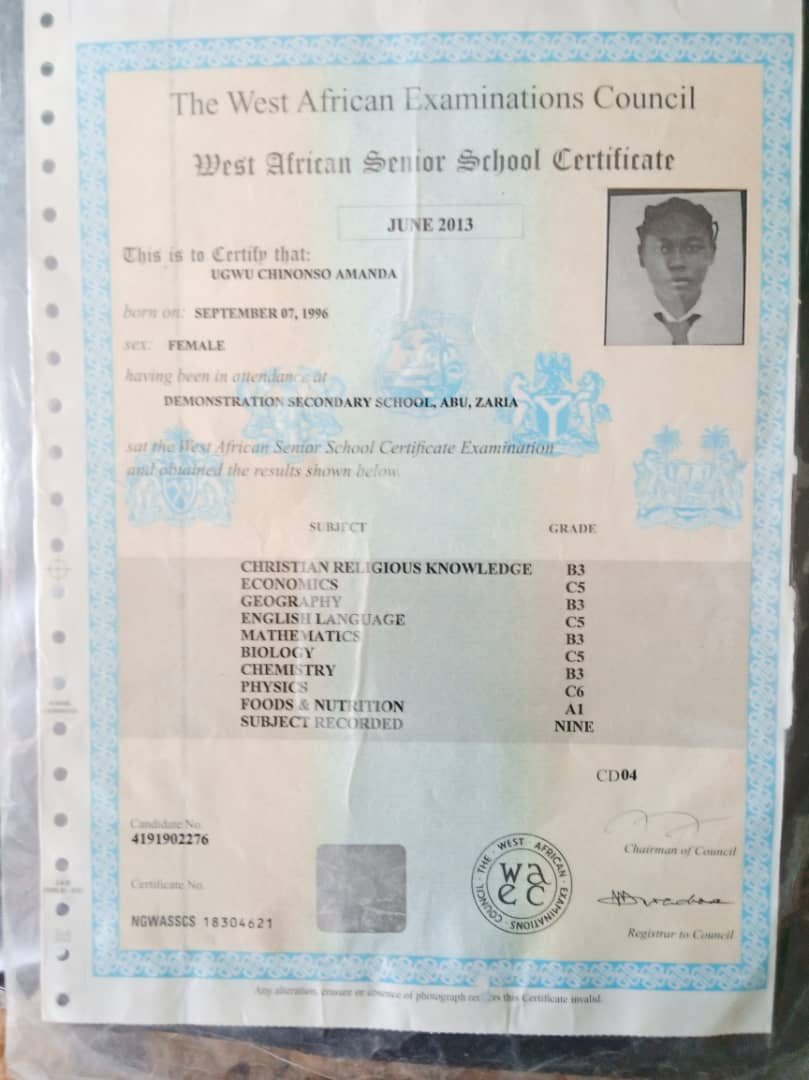 The West African Examinations Council
West African Senior School Certificate
JUNE 2013
This is to Certify that:
UGWU CHINONSO AMANDA
born on: SEPTEMBER 07, 1996
sex: FEMALE
having been in attendance at
DEMONSTRATION SECONDARY SCHOOL, ABU, ZARIA
sat the West African Senior School Certificate Examination
and obtained the results shown below.
SUBJECT GRADE
CHRISTIAN RELIGIOUS KNOWLEDGE B3
ECONOMICS C5
GEOGRAPHY B3
ENGLISH LANGUAGE C5
MATHEMATICS B3
BIOLOGY C5
CHEMISTRY B3
PHYSICS C6
FOODS & NUTRITION A1
SUBJECT RECORDED NINE
CD04
Candidate No.
4191902276
Chairman of Council
Certificate No.
NGWASSCS 18304621
THE WEST AFRICAN EXAMINATIONS COUNCIL
waec
Registrar to Council
Any alteration, erasure or absence of photograph this Certificate invalid.